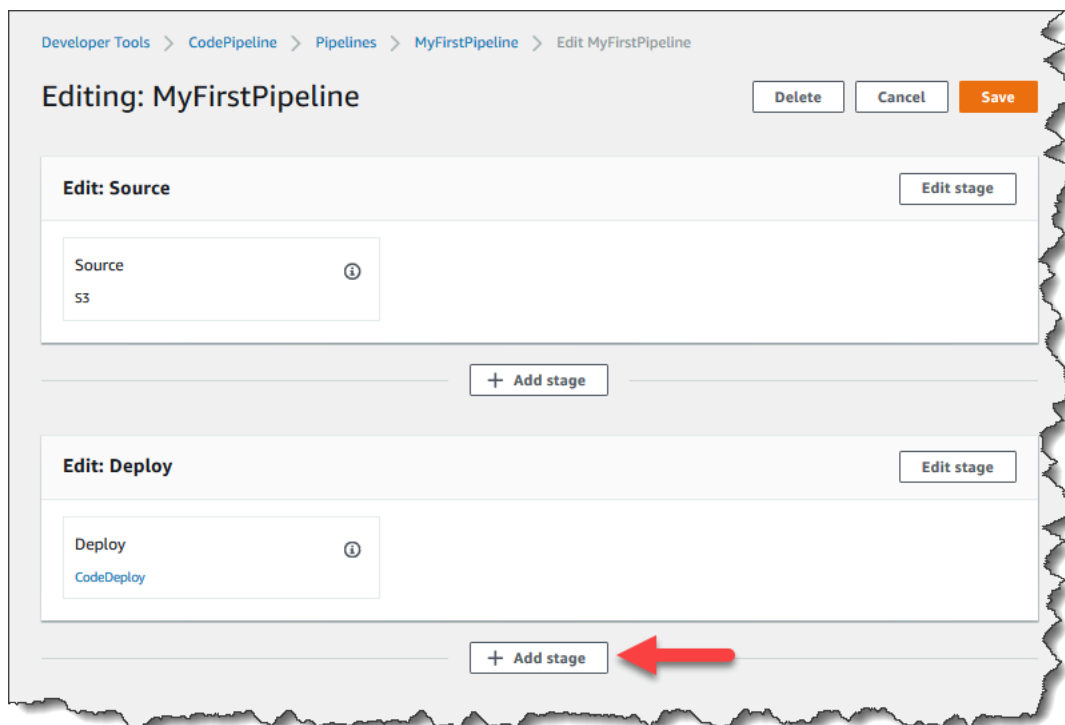 Developer Tools > CodePipeline > Pipelines > MyFirstPipeline > Edit MyFirstPipeline
Editing: MyFirstPipeline
Delete Cancel Save
Edit: Source Edit stage
Source
S3
+ Add stage
Edit: Deploy Edit stage
Deploy
CodeDeploy
+ Add stage